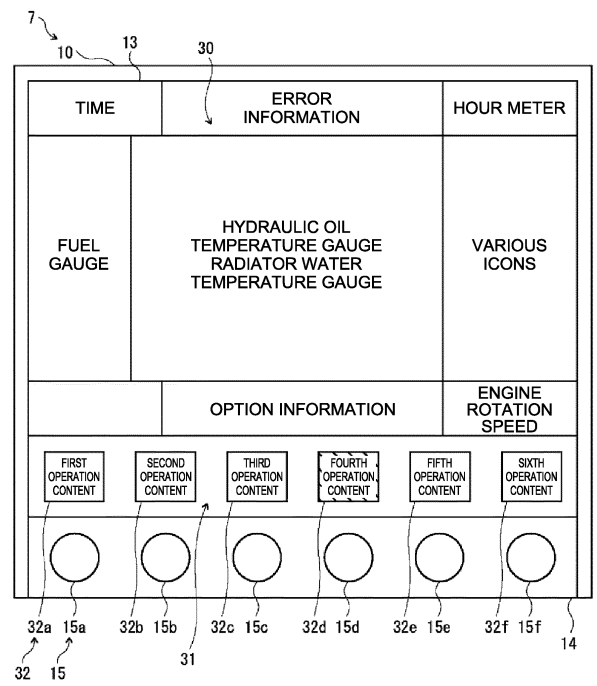 7
10
13
30
TIME
ERROR
INFORMATION
HOUR METER
FUEL
GAUGE
HYDRAULIC OIL
TEMPERATURE GAUGE
RADIATOR WATER
TEMPERATURE GAUGE
VARIOUS
ICONS
OPTION INFORMATION
ENGINE
ROTATION
SPEED
FIRST
OPERATION
CONTENT
SECOND
OPERATION
CONTENT
THIRD
OPERATION
CONTENT
FOURTH
OPERATION
CONTENT
FIFTH
OPERATION
CONTENT
SIXTH
OPERATION
CONTENT
32a 15a 32b 15b 32c 15c 32d 15d 32e 15e 32f 15f 14
32 15 31